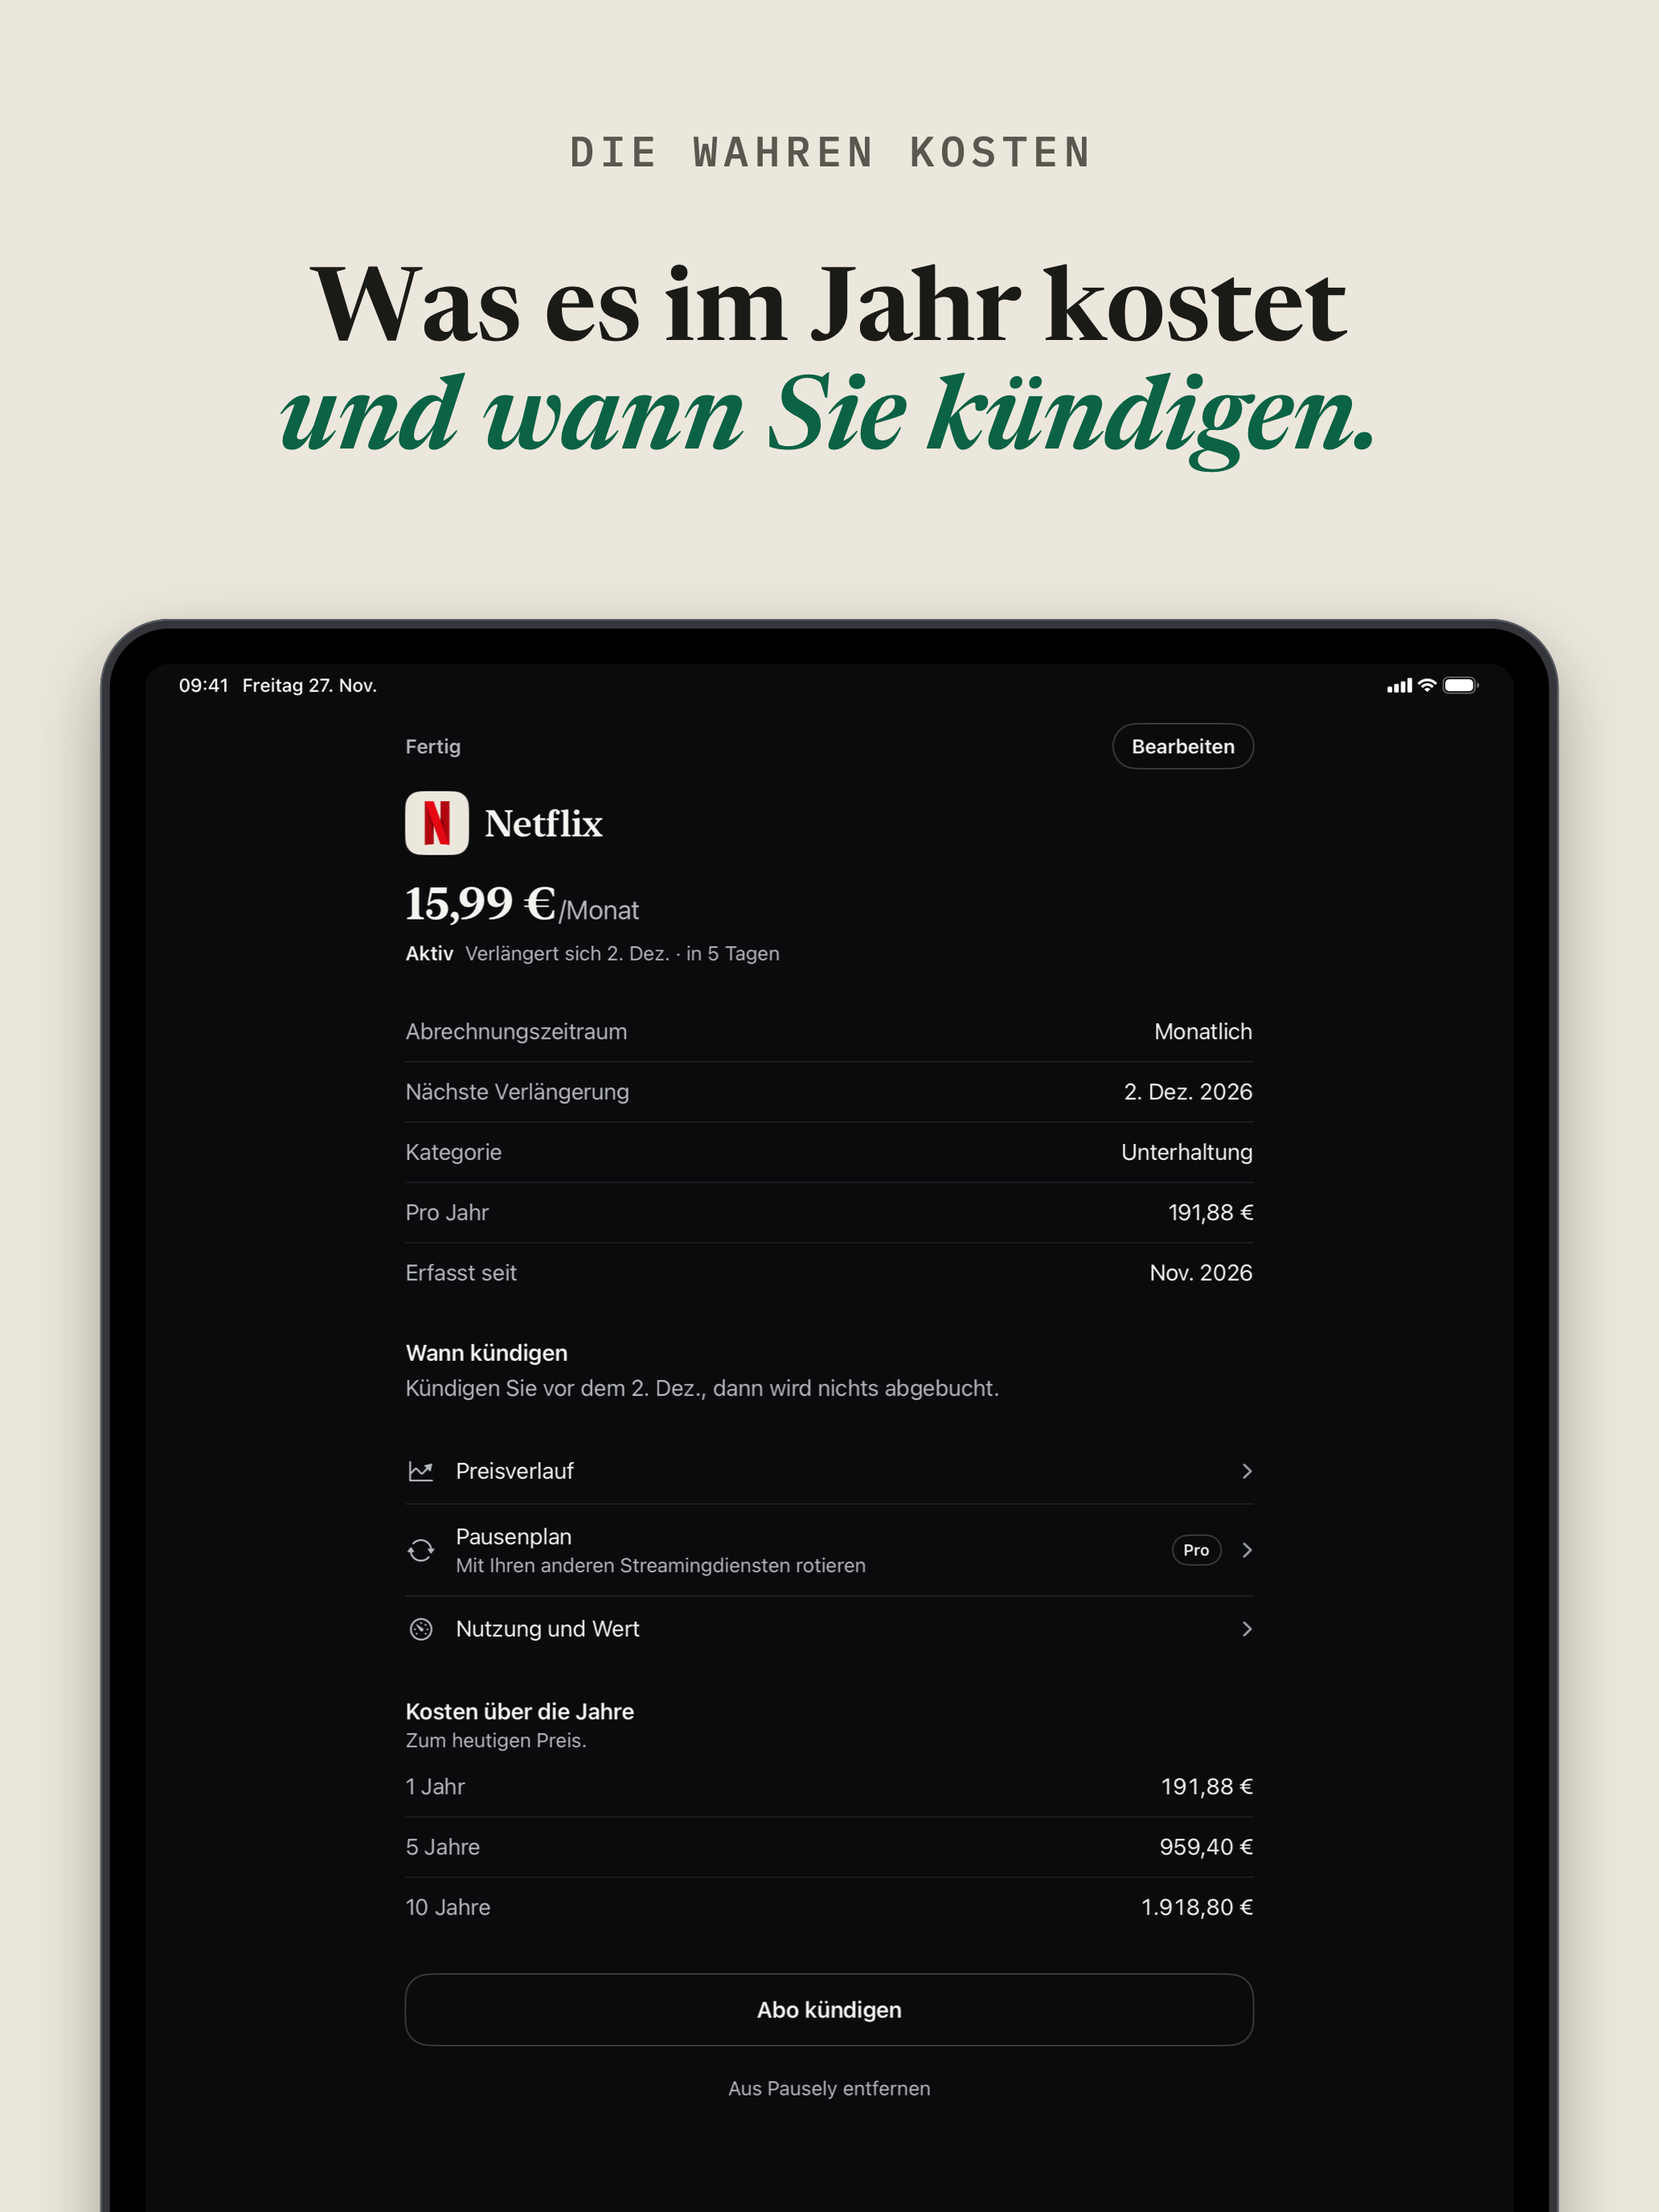 DIE WAHREN KOSTEN
Was es im Jahr kostet
und wann Sie kündigen.
09:41 Freitag 27. Nov.
Fertig
Bearbeiten
N
Netflix
15,99 €/Monat
Aktiv Verlängert sich 2. Dez. · in 5 Tagen
Abrechnungszeitraum Monatlich
Nächste Verlängerung 2. Dez. 2026
Kategorie Unterhaltung
Pro Jahr 191,88 €
Erfasst seit Nov. 2026
Wann kündigen
Kündigen Sie vor dem 2. Dez., dann wird nichts abgebucht.
Preisverlauf
Pausenplan
Mit Ihren anderen Streamingdiensten rotieren
Pro
Nutzung und Wert
Kosten über die Jahre
Zum heutigen Preis.
1 Jahr 191,88 €
5 Jahre 959,40 €
10 Jahre 1.918,80 €
Abo kündigen
Aus Pausely entfernen